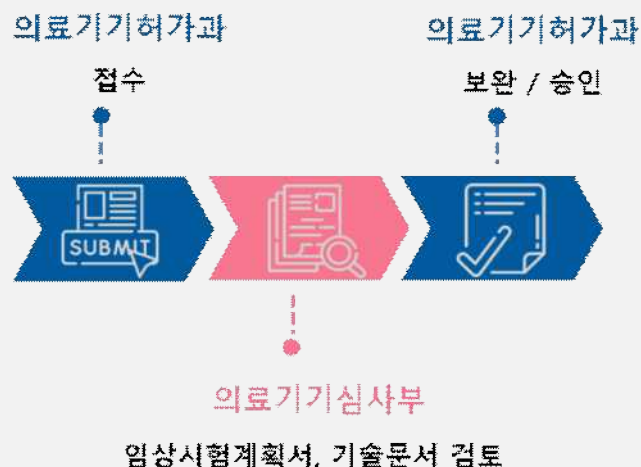 의료기기허가과
접수
의료기기허가과
보완 / 승인
SUBMIT
의료기기심사부
임상시험계획서, 기술문서 검토